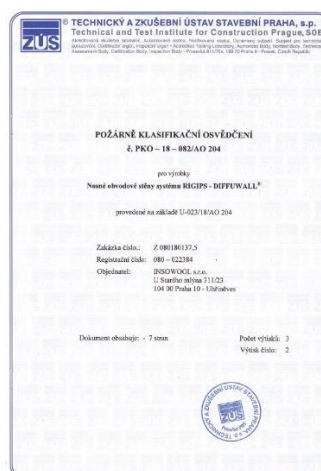 TECHNICKÝ A ZKUŠEBNÍ ÚSTAV STAVEBNÍ PRAHA, s.p.
Technical and Test Institute for Construction Prague, SOE
POŽÁRNĚ KLASIFIKAČNÍ OSVĚDČENÍ
č. PKO – 18 – 082/AO 204
pro výrobky
Nosné obvodové stěny systému RIGIPS - DIFFUWALL®
provedené na základě U-023/18/AO 204
Zakázka číslo.: Z 080180137.5
Registrační číslo: 080 – 022384
Objednatel: INSOWOOL s.r.o.
U Starého mlýna 311/23
104 00 Praha 10 - Uhříněves
Dokument obsahuje: - 7 stran
Počet výtisků: 3
Výtisk číslo: 2
ZÚS